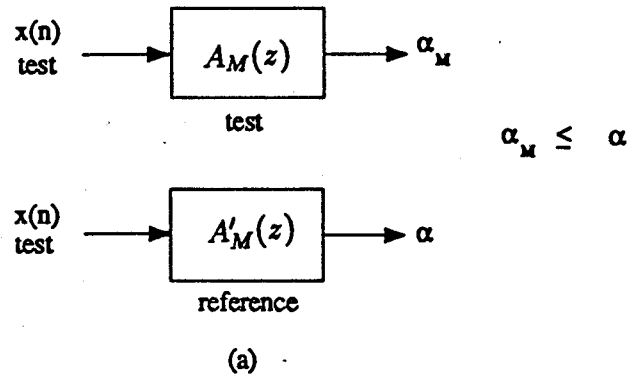 x(n)
test
A_M(z)
α_M
test
α_M ≤ α
x(n)
test
A'_M(z)
α
reference
(a)